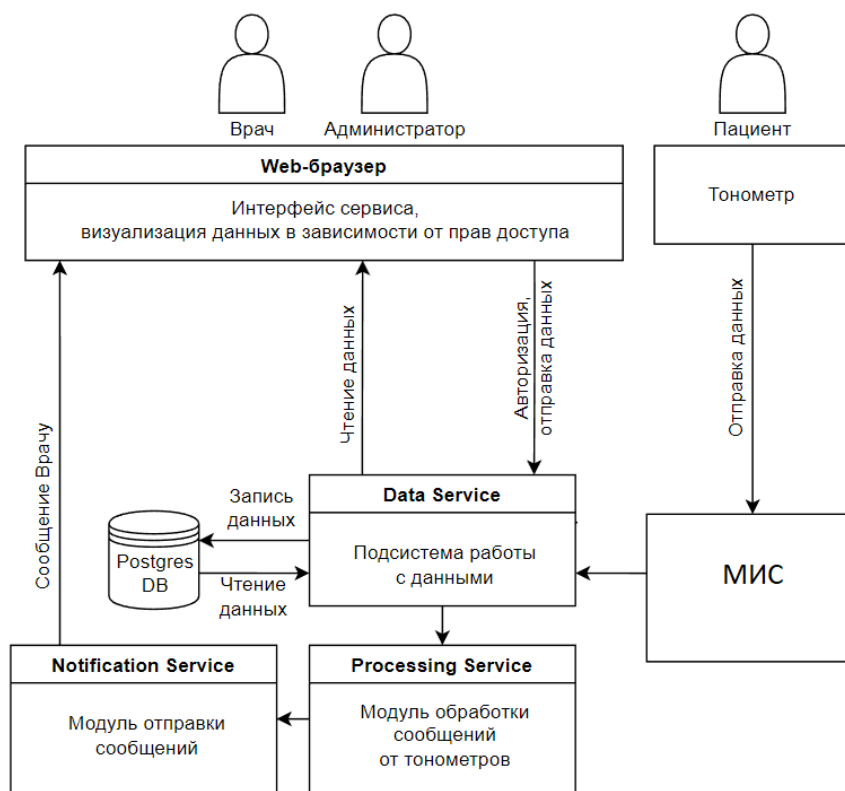 Врач
Администратор
Пациент
Web-браузер
Интерфейс сервиса,
визуализация данных в зависимости от прав доступа
Тонометр
Сообщение Врачу
Чтение данных
Авторизация,
отправка данных
Отправка данных
Запись
данных
Postgres
DB
Чтение
данных
Data Service
Подсистема работы
с данными
МИС
Notification Service
Модуль отправки
сообщений
Processing Service
Модуль обработки
сообщений
от тонометров